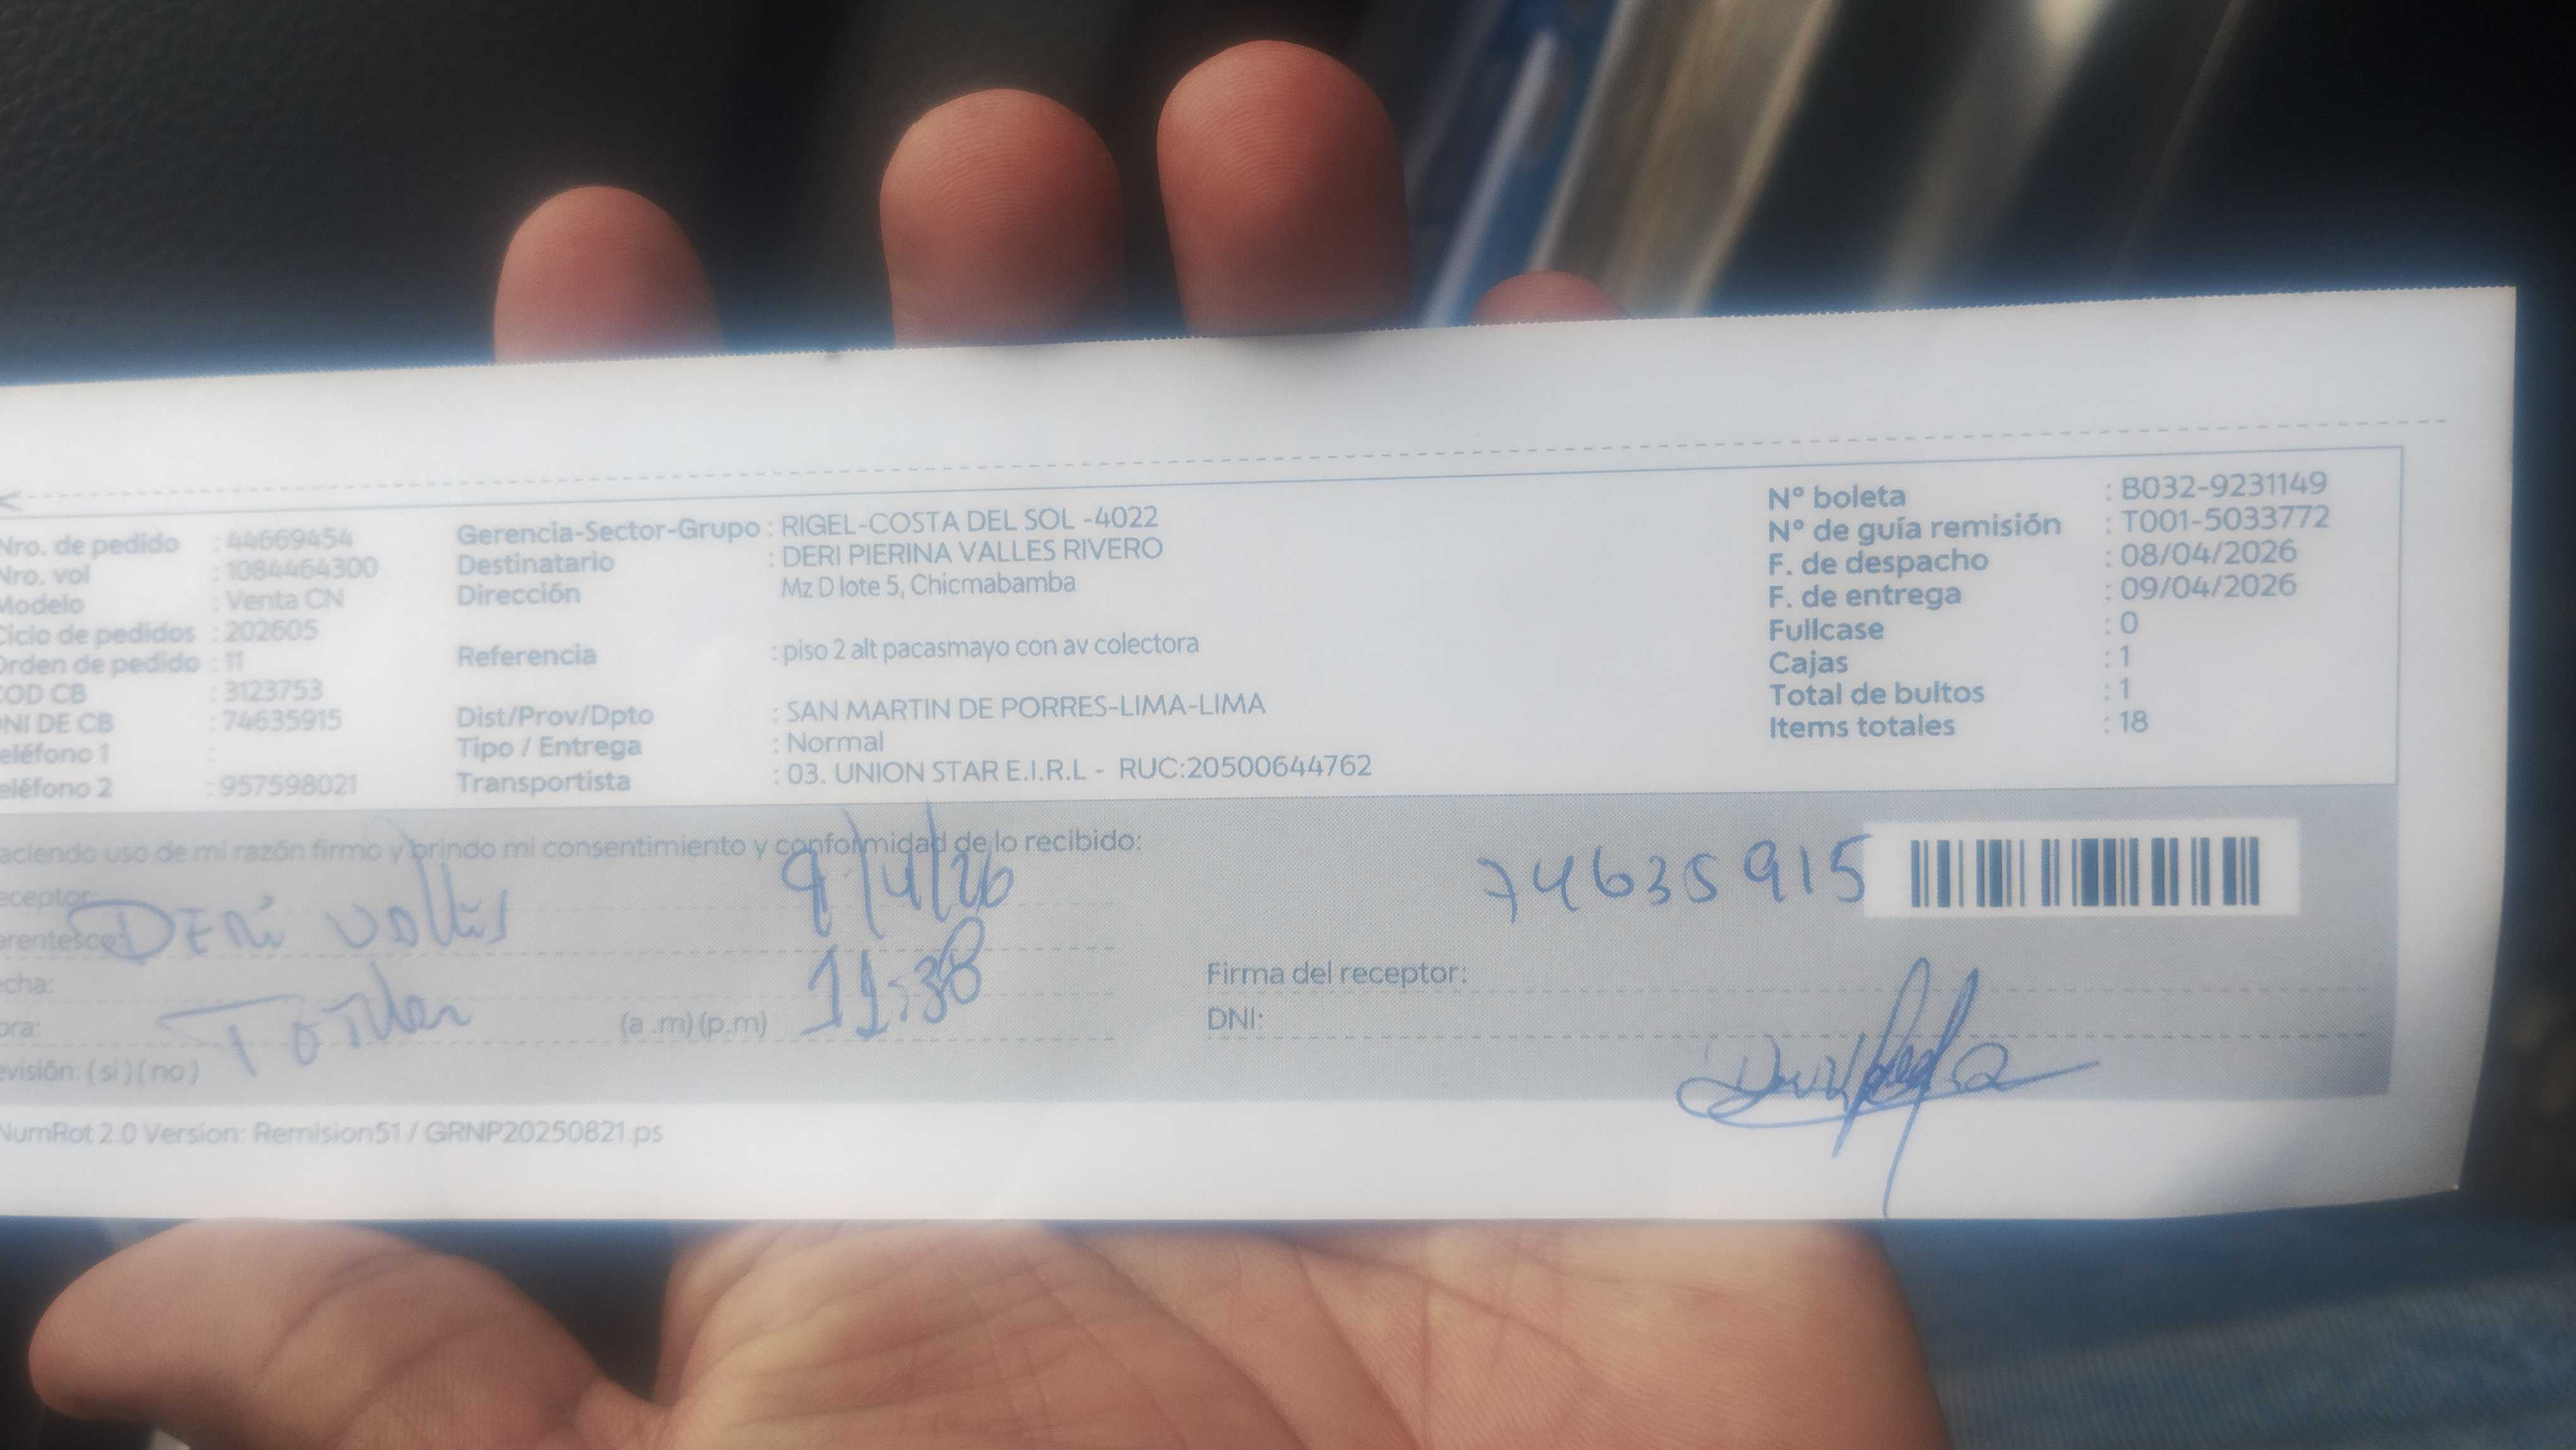 Nro. de pedido : 44669454
Nro. vol : 1084464300
Modelo : Venta CN
Ciclo de pedidos : 202605
Orden de pedido : 11
COD CB : 3123753
DNI DE CB : 74635915
eléfono 1 :
eléfono 2 : 957598021
Gerencia-Sector-Grupo : RIGEL-COSTA DEL SOL -4022
Destinatario : DERI PIERINA VALLES RIVERO
Dirección Mz D lote 5, Chicmabamba
Referencia : piso 2 alt pacasmayo con av colectora
Dist/Prov/Dpto : SAN MARTIN DE PORRES-LIMA-LIMA
Tipo / Entrega : Normal
Transportista : 03. UNION STAR E.I.R.L - RUC:20500644762
N° boleta : B032-9231149
N° de guía remisión : T001-5033772
F. de despacho : 08/04/2026
F. de entrega : 09/04/2026
Fullcase : 0
Cajas : 1
Total de bultos : 1
Items totales : 18
aciendo uso de mi razón firmo y brindo mi consentimiento y conformidad de lo recibido:
eceptor: DERI Valles 9/4/26
arentesco:
echa:
ora: (a .m) (p.m) 11:38
evisión: ( si ) ( no )
74635915
Firma del receptor:
DNI:
NumRot 2.0 Version: Remision51 / GRNP20250821.ps